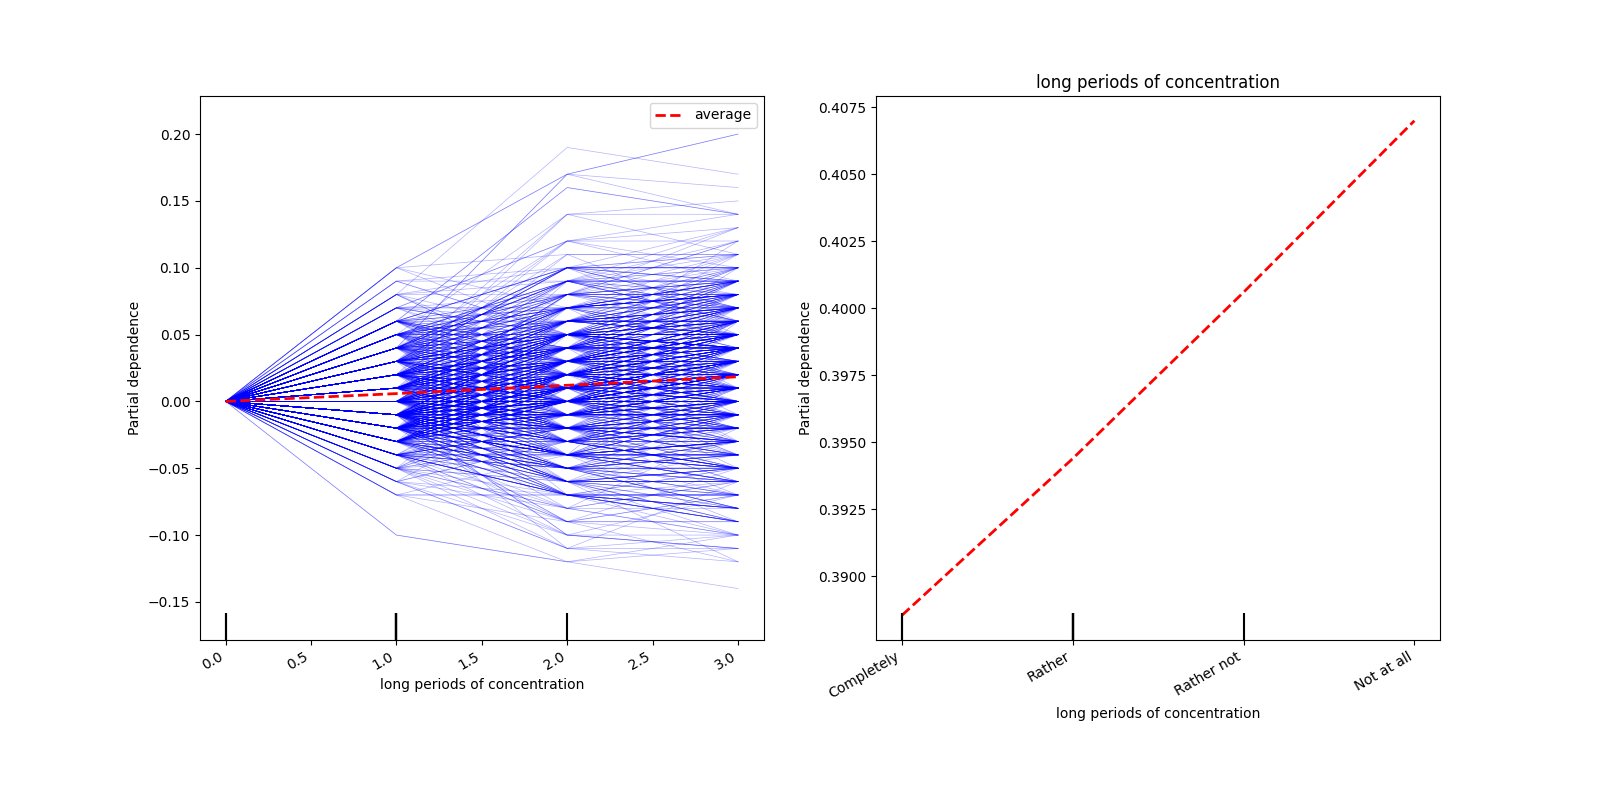 average
0.20
0.15
0.10
0.05
0.00
−0.05
−0.10
−0.15
Partial dependence
0.0
0.5
1.0
1.5
2.0
2.5
3.0
long periods of concentration
long periods of concentration
0.4075
0.4050
0.4025
0.4000
0.3975
0.3950
0.3925
0.3900
Partial dependence
Completely
Rather
Rather not
Not at all
long periods of concentration